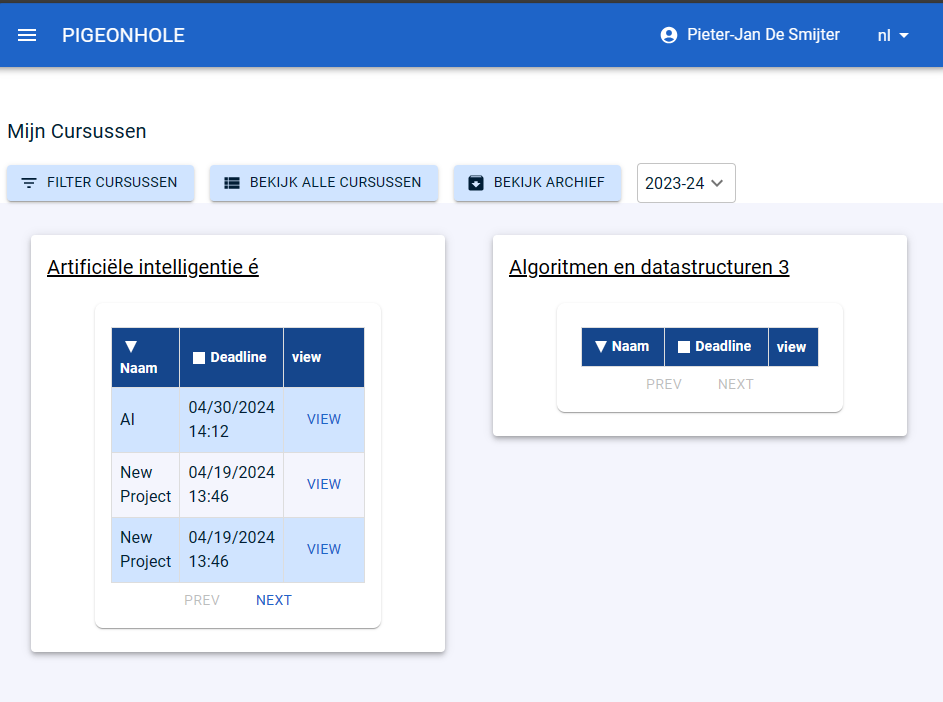 PIGEONHOLE
Pieter-Jan De Smijter
nl
Mijn Cursussen
FILTER CURSUSSEN
BEKIJK ALLE CURSUSSEN
BEKIJK ARCHIEF
2023-24
Artificiële intelligentie é
▼
Naam
■ Deadline
view
AI
04/30/2024
14:12
VIEW
New
Project
04/19/2024
13:46
VIEW
New
Project
04/19/2024
13:46
VIEW
PREV
NEXT
Algoritmen en datastructuren 3
▼ Naam
■ Deadline
view
PREV
NEXT